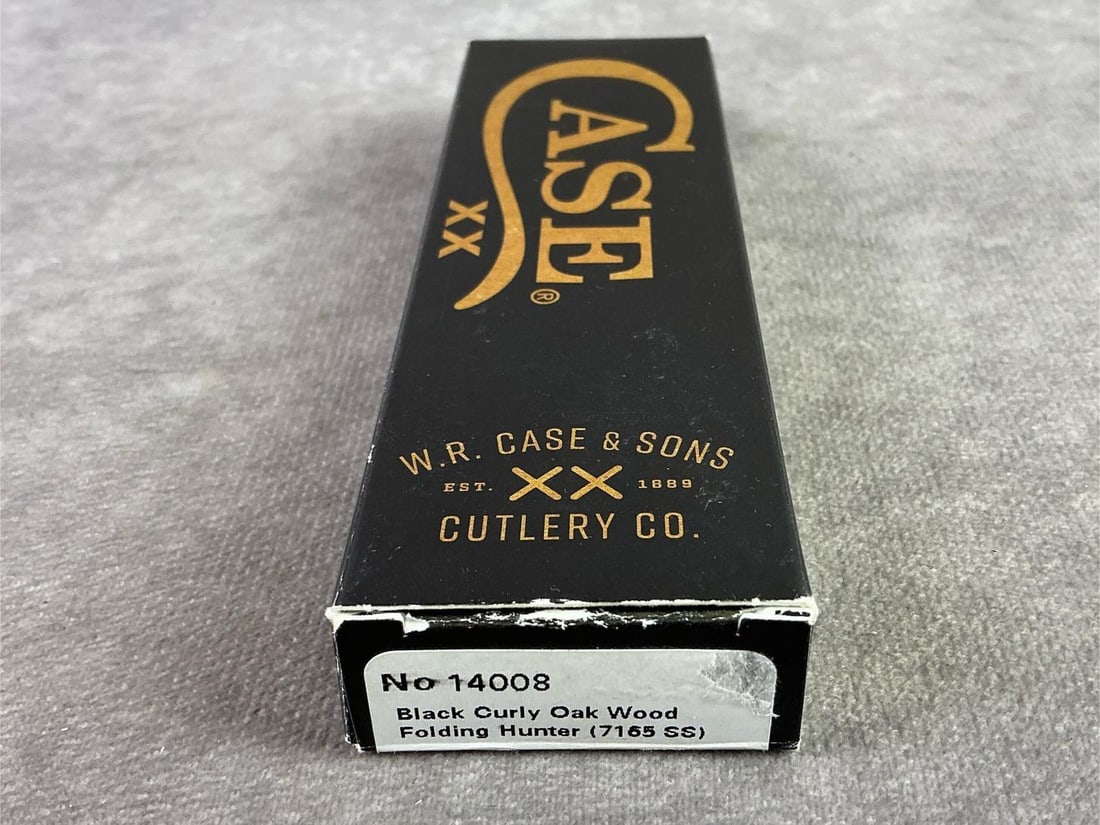 CASE®
XX
W.R. CASE & SONS
EST. XX 1889
CUTLERY CO.
No 14008
Black Curly Oak Wood
Folding Hunter (7165 SS)